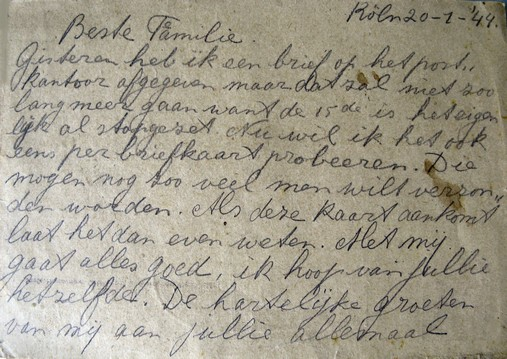 Köln 20-1-'44.
Beste Familie.
Gisteren heb ik een brief op het post„
kantoor afgegeven maar dat zal niet zoo
lang meer gaan want de 15de is het eigen
lijk al stopgezet Nu wil ik het ook
eens per briefkaart probeeren. Die
mogen nog zoo veel men wilt verzon„
den worden. Als deze kaart aankomt
laat het dan even weten. Met mij
gaat alles goed, ik hoop van jullie
hetzelfde. De hartelijke groeten
van mij aan jullie allemaal